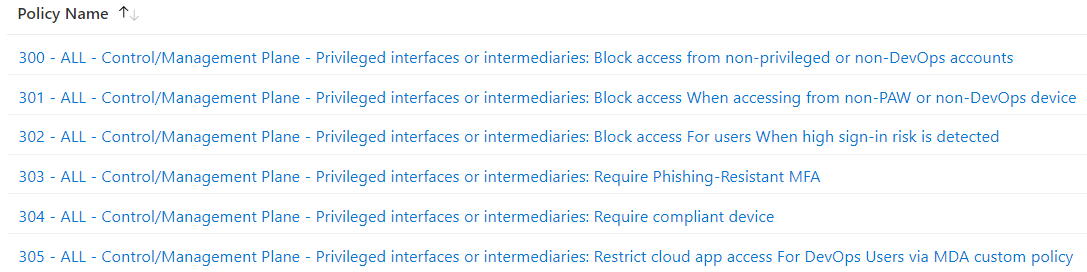 Policy Name ↑↓
300 - ALL - Control/Management Plane - Privileged interfaces or intermediaries: Block access from non-privileged or non-DevOps accounts
301 - ALL - Control/Management Plane - Privileged interfaces or intermediaries: Block access When accessing from non-PAW or non-DevOps device
302 - ALL - Control/Management Plane - Privileged interfaces or intermediaries: Block access For users When high sign-in risk is detected
303 - ALL - Control/Management Plane - Privileged interfaces or intermediaries: Require Phishing-Resistant MFA
304 - ALL - Control/Management Plane - Privileged interfaces or intermediaries: Require compliant device
305 - ALL - Control/Management Plane - Privileged interfaces or intermediaries: Restrict cloud app access For DevOps Users via MDA custom policy